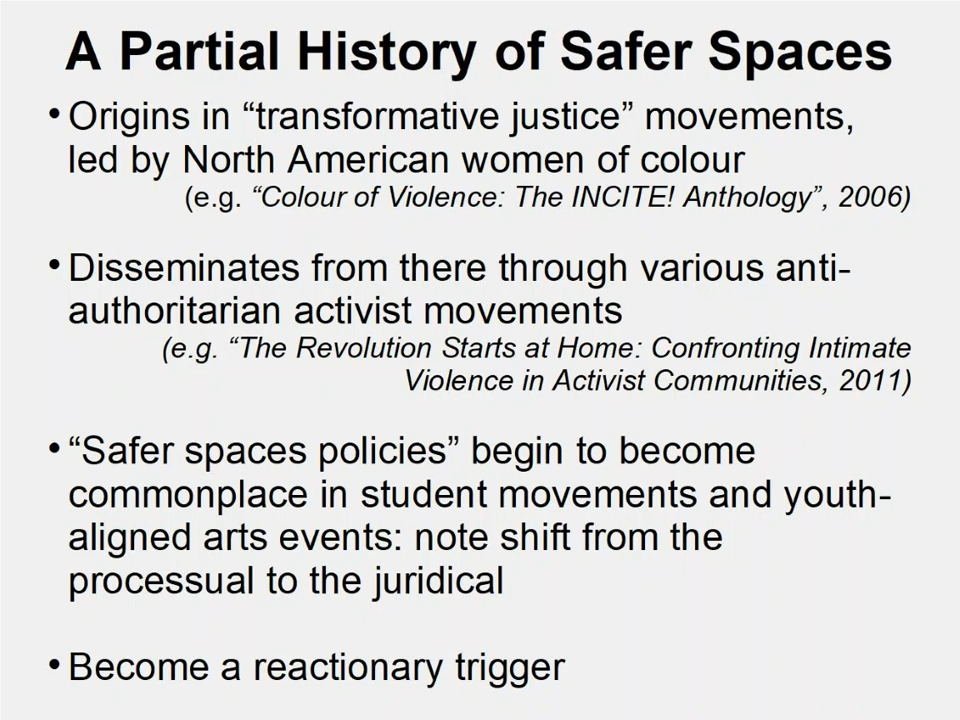 A Partial History of Safer Spaces
• Origins in “transformative justice” movements,
led by North American women of colour
(e.g. “Colour of Violence: The INCITE! Anthology”, 2006)
• Disseminates from there through various anti-
authoritarian activist movements
(e.g. “The Revolution Starts at Home: Confronting Intimate
Violence in Activist Communities, 2011)
• “Safer spaces policies” begin to become
commonplace in student movements and youth-
aligned arts events: note shift from the
processual to the juridical
• Become a reactionary trigger